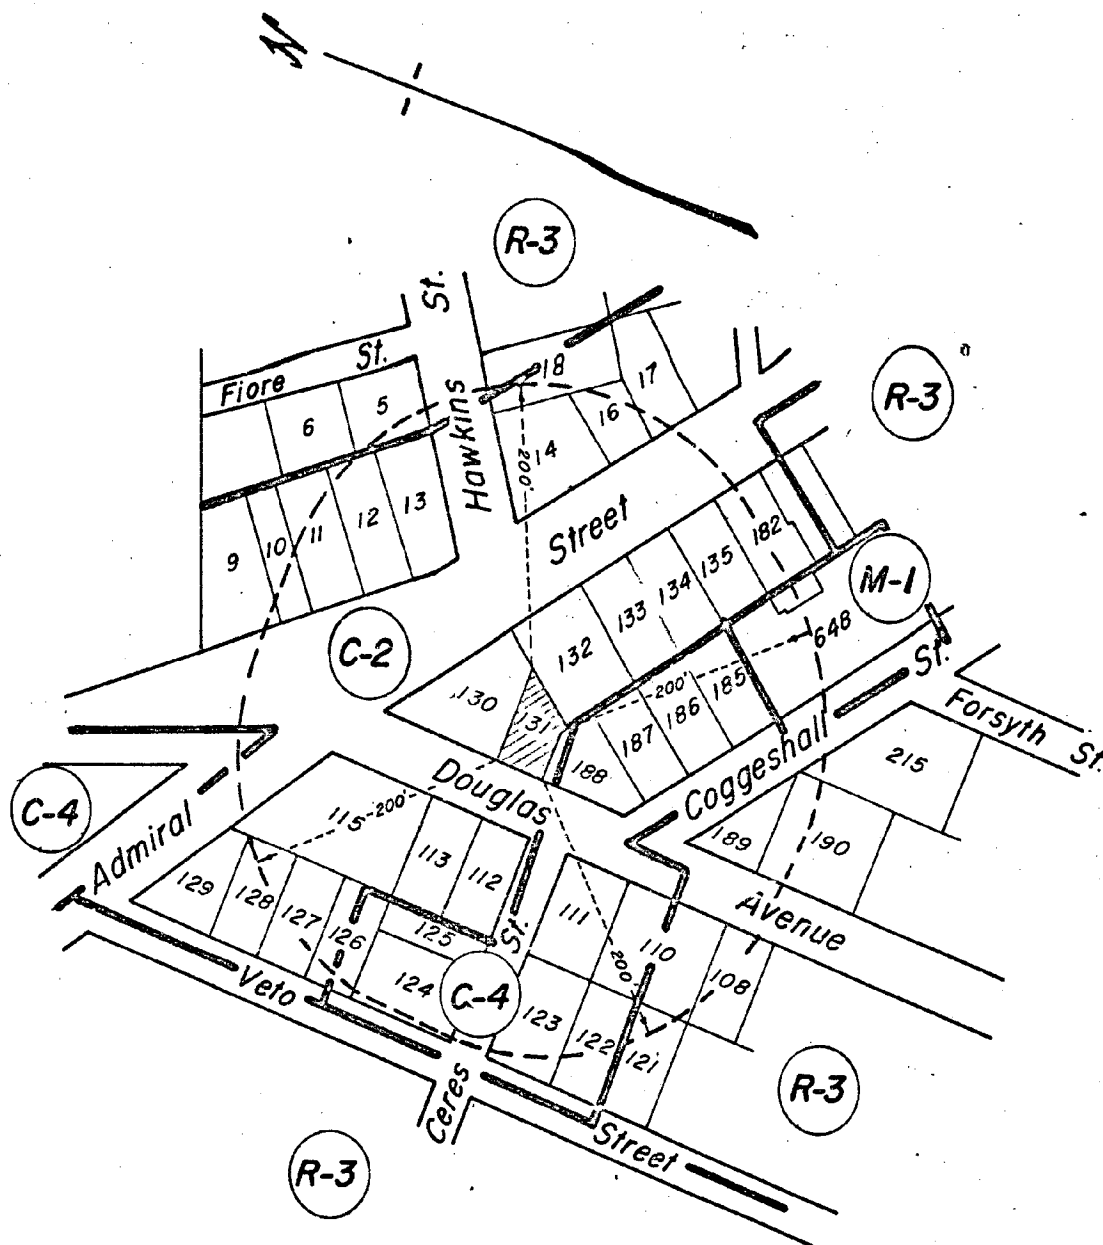 N
R-3
St.
Hawkins
Fiore St.
R-3
5
6
18
17
16
14
200'
9
10
11
12
13
Street
182
135
134
133
132
M-1
C-2
648
130
131
200'
185
186
187
188
St.
Coggeshall
Forsyth St.
215
C-4
Admiral
Douglas
115
200'
113
112
189
190
129
128
127
126
125
St.
111
110
Avenue
200'
108
Veto
124
C-4
123
122
121
R-3
Ceres
Street
R-3